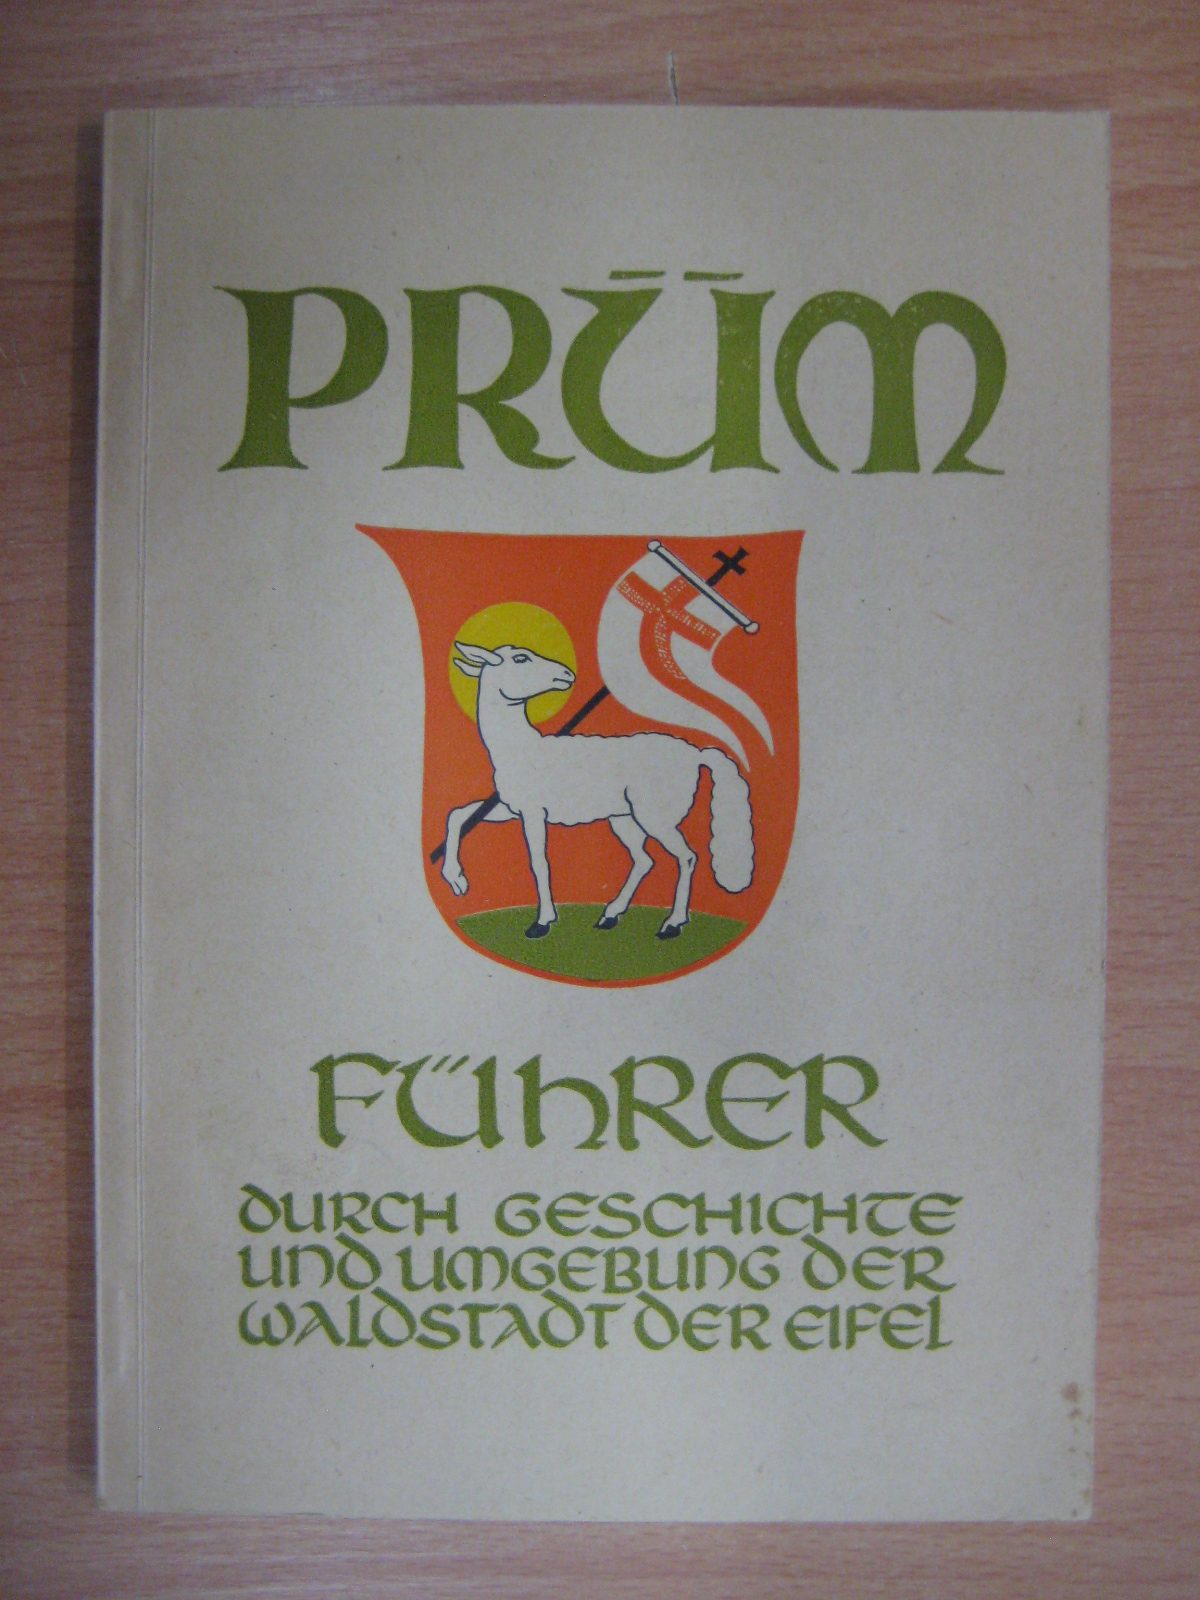 PRÜM
FÜHRER
DURCH GESCHICHTE
UND UMGEBUNG DER
WALDSTADT DER EIFEL